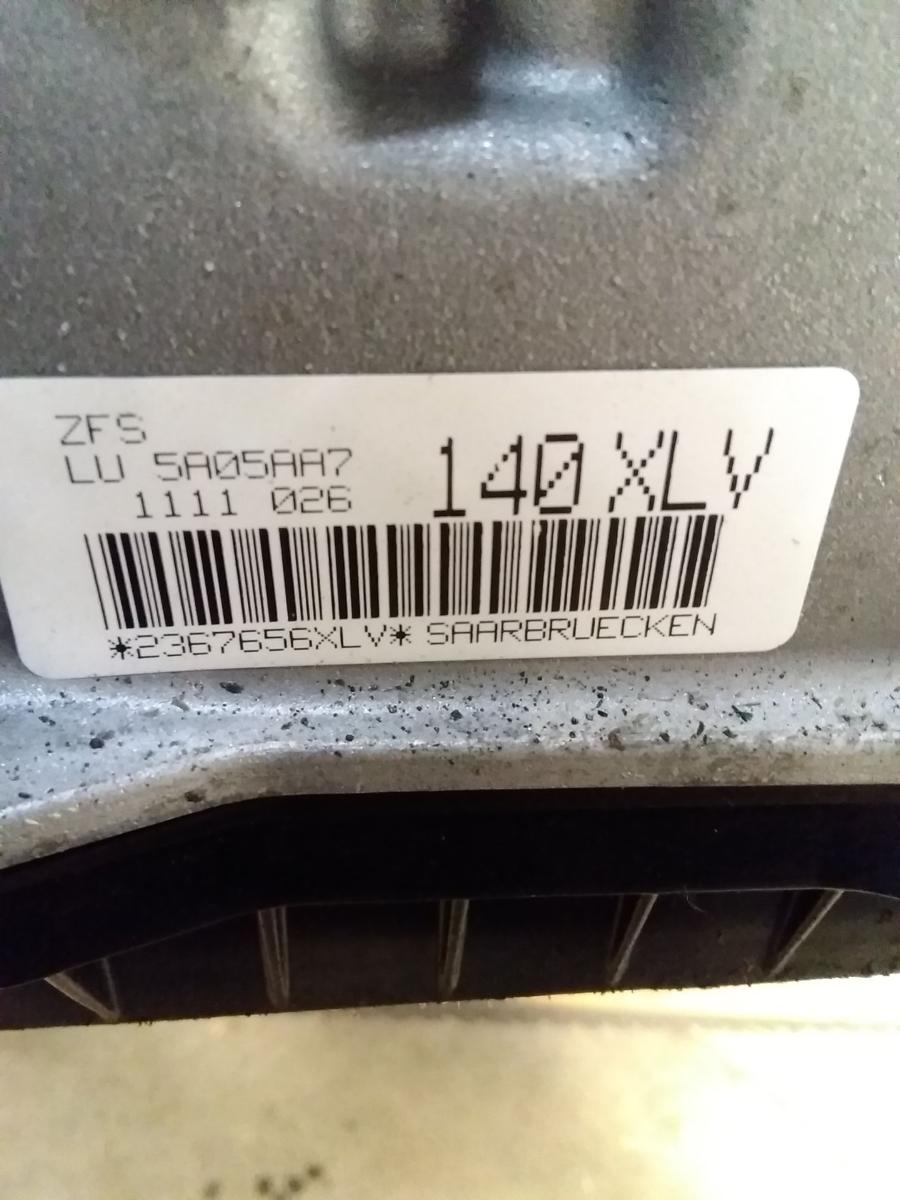 ZFS
LU 5A05AA7
1111 026
140 XLV
*2367656XLV* SAARBRUECKEN